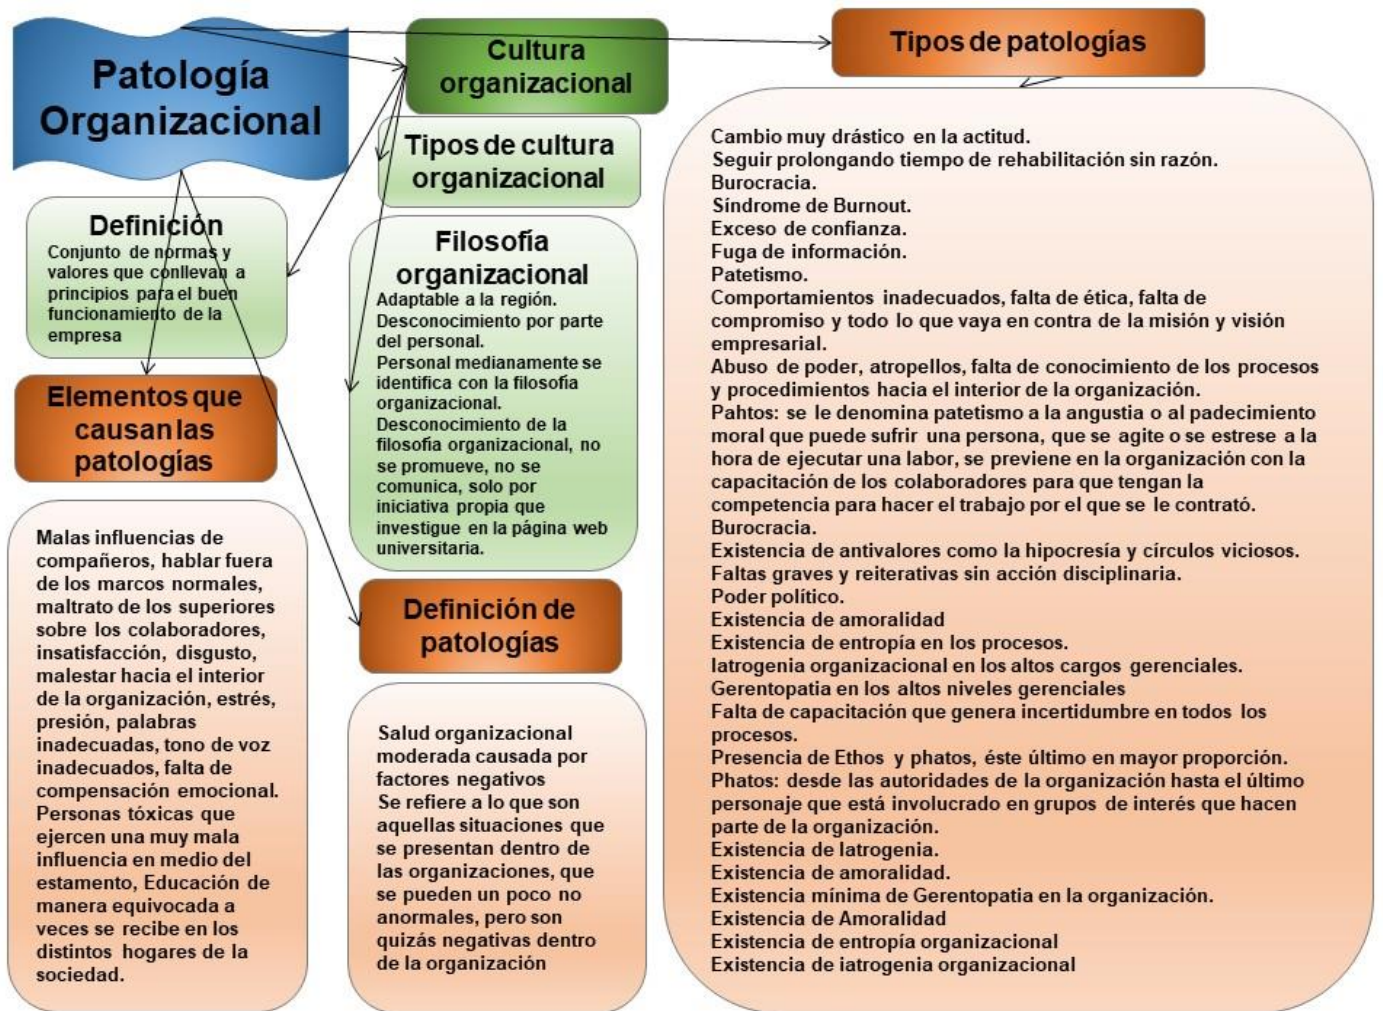 Patología
Organizacional
Cultura
organizacional
Tipos de patologías
Tipos de cultura
organizacional
Definición
Conjunto de normas y
valores que conllevan a
principios para el buen
funcionamiento de la
empresa
Filosofía
organizacional
Adaptable a la región.
Desconocimiento por parte
del personal.
Personal medianamente se
identifica con la filosofía
organizacional.
Desconocimiento de la
filosofía organizacional, no
se promueve, no se
comunica, solo por
iniciativa propia que
investigue en la página web
universitaria.
Elementos que
causan las
patologías
Malas influencias de
compañeros, hablar fuera
de los marcos normales,
maltrato de los superiores
sobre los colaboradores,
insatisfacción, disgusto,
malestar hacia el interior
de la organización, estrés,
presión, palabras
inadecuadas, tono de voz
inadecuados, falta de
compensación emocional.
Personas tóxicas que
ejercen una muy mala
influencia en medio del
estamento, Educación de
manera equivocada a
veces se recibe en los
distintos hogares de la
sociedad.
Definición de
patologías
Salud organizacional
moderada causada por
factores negativos
Se refiere a lo que son
aquellas situaciones que
se presentan dentro de
las organizaciones, que
se pueden un poco no
anormales, pero son
quizás negativas dentro
de la organización
Cambio muy drástico en la actitud.
Seguir prolongando tiempo de rehabilitación sin razón.
Burocracia.
Síndrome de Burnout.
Exceso de confianza.
Fuga de información.
Patetismo.
Comportamientos inadecuados, falta de ética, falta de
compromiso y todo lo que vaya en contra de la misión y visión
empresarial.
Abuso de poder, atropellos, falta de conocimiento de los procesos
y procedimientos hacia el interior de la organización.
Pahtos: se le denomina patetismo a la angustia o al padecimiento
moral que puede sufrir una persona, que se agite o se estrese a la
hora de ejecutar una labor, se previene en la organización con la
capacitación de los colaboradores para que tengan la
competencia para hacer el trabajo por el que se le contrató.
Burocracia.
Existencia de antivalores como la hipocresía y círculos viciosos.
Faltas graves y reiterativas sin acción disciplinaria.
Poder político.
Existencia de amoralidad
Existencia de entropía en los procesos.
Iatrogenia organizacional en los altos cargos gerenciales.
Gerentopatia en los altos niveles gerenciales
Falta de capacitación que genera incertidumbre en todos los
procesos.
Presencia de Ethos y phatos, éste último en mayor proporción.
Phatos: desde las autoridades de la organización hasta el último
personaje que está involucrado en grupos de interés que hacen
parte de la organización.
Existencia de Iatrogenia.
Existencia de amoralidad.
Existencia mínima de Gerentopatia en la organización.
Existencia de Amoralidad
Existencia de entropía organizacional
Existencia de iatrogenia organizacional